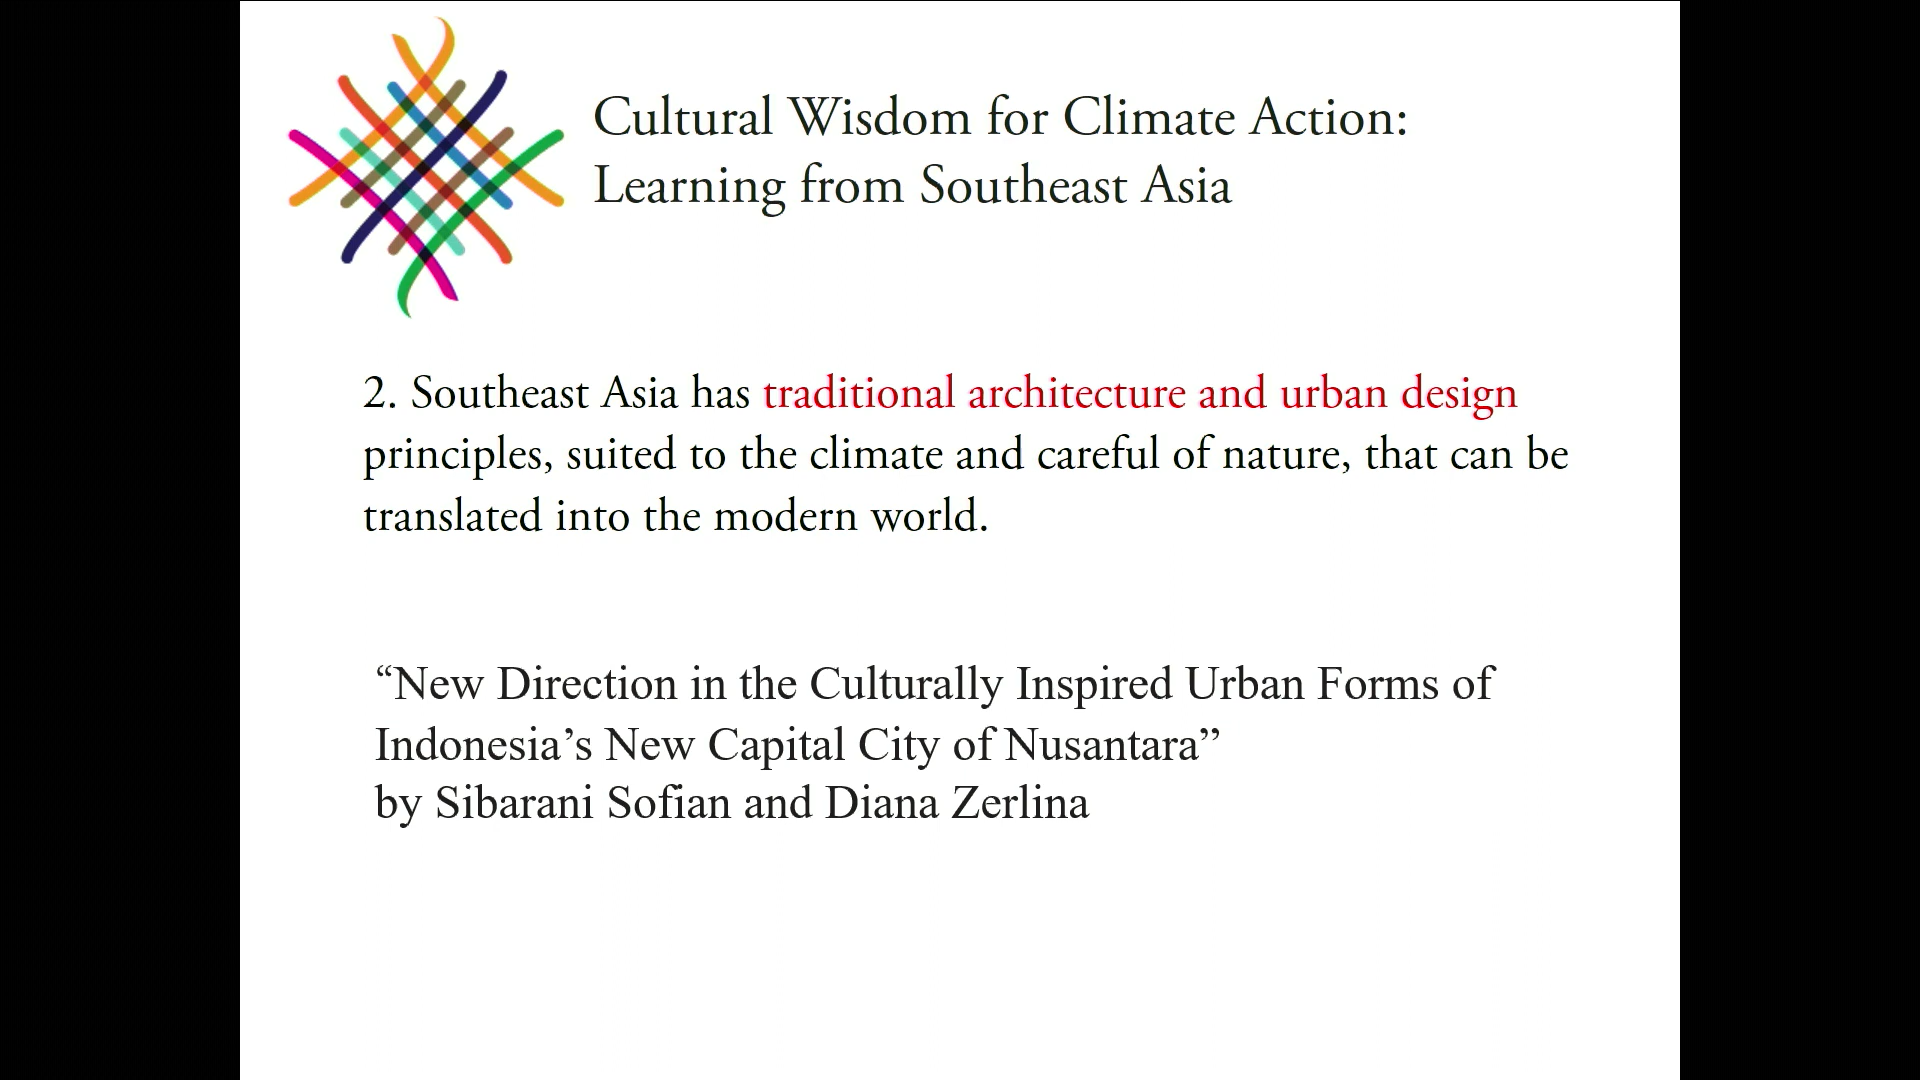 Cultural Wisdom for Climate Action:
Learning from Southeast Asia
2. Southeast Asia has traditional architecture and urban design
principles, suited to the climate and careful of nature, that can be
translated into the modern world.
“New Direction in the Culturally Inspired Urban Forms of
Indonesia’s New Capital City of Nusantara”
by Sibarani Sofian and Diana Zerlina